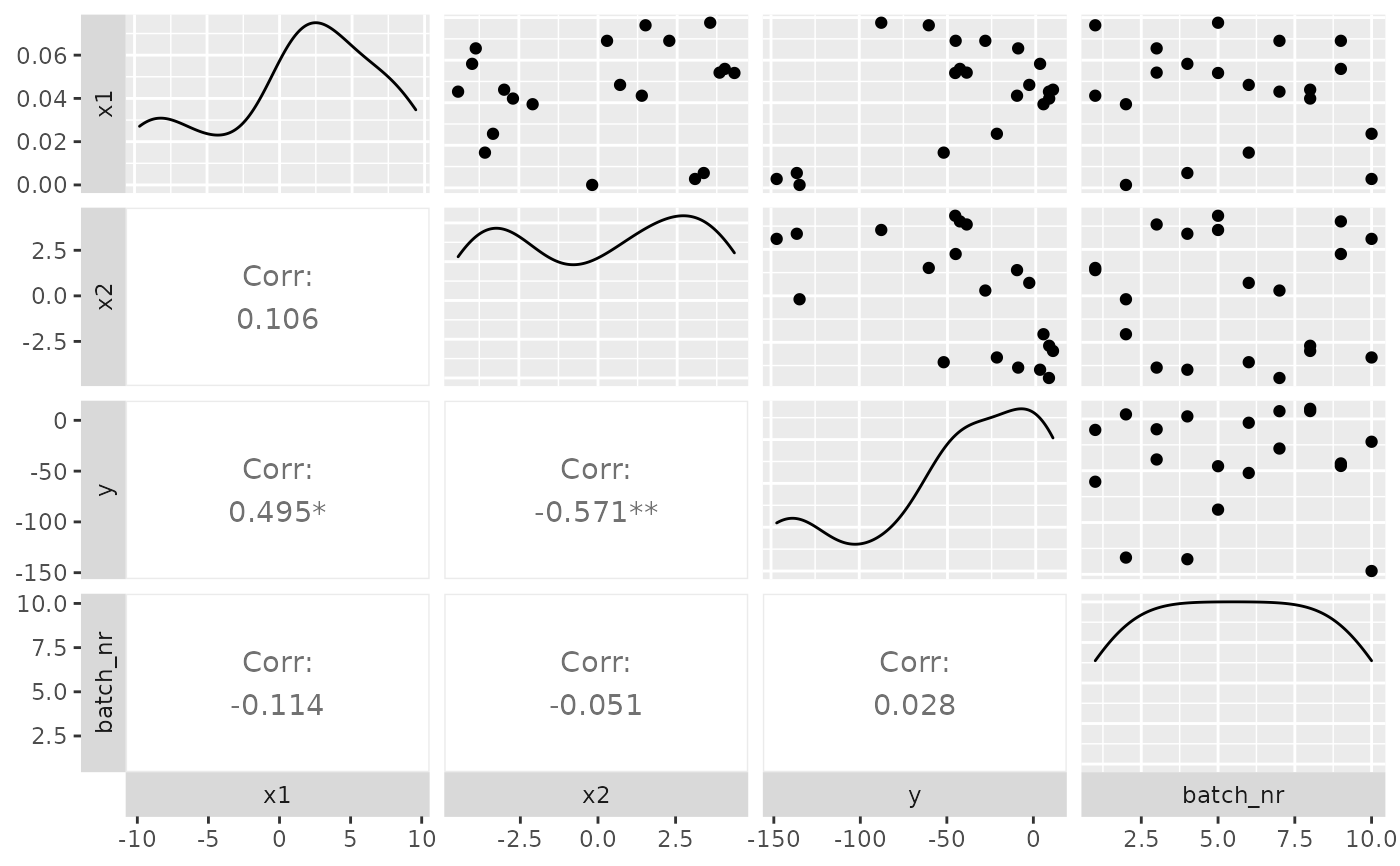 0.06
0.04
0.02
0.00
x1
2.5
0.0
-2.5
x2
Corr:
0.106
0
-50
-100
-150
y
Corr:
0.495*
Corr:
-0.571**
10.0
7.5
5.0
2.5
batch_nr
Corr:
-0.114
Corr:
-0.051
Corr:
0.028
x1 x2 y batch_nr
-10 -5 0 5 10 -2.5 0.0 2.5 -150 -100 -50 0 2.5 5.0 7.5 10.0